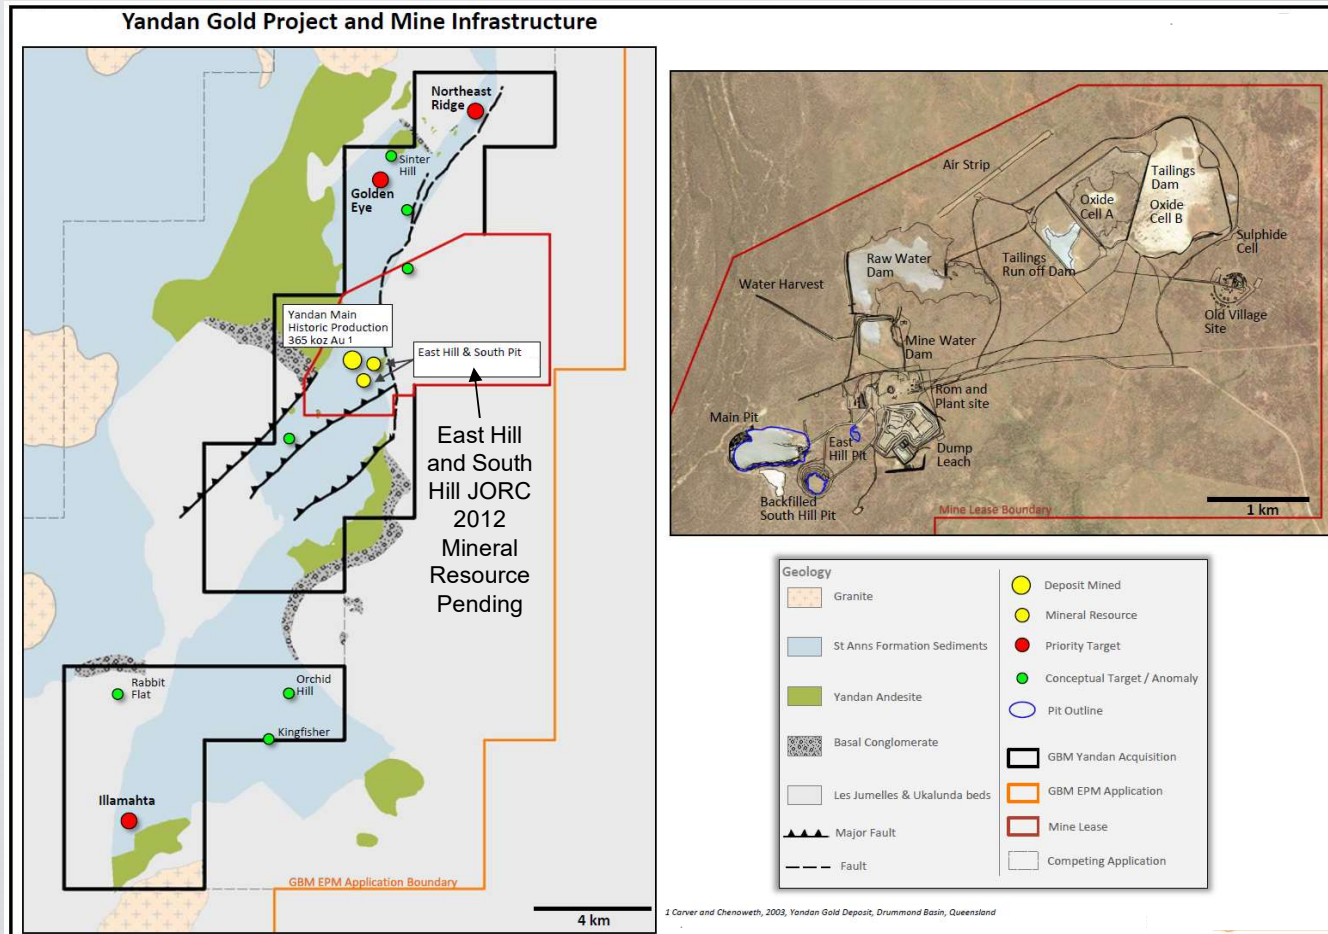 Yandan Gold Project and Mine Infrastructure
Northeast
Ridge
Sinter
Hill
Golden
Eye
Yandan Main
Historic Production
365 koz Au 1
East Hill & South Pit
East Hill
and South
Hill JORC
2012
Mineral
Resource
Pending
Rabbit
Flat
Orchid
Hill
Kingfisher
Illamahta
GBM EPM Application Boundary
4 km
Air Strip
Tailings
Dam
Oxide
Cell A
Oxide
Cell B
Sulphide
Cell
Raw Water
Dam
Tailings
Run off Dam
Water Harvest
Old Village
Site
Mine Water
Dam
Rom and
Plant site
Main Pit
East
Hill Pit
Dump
Leach
Backfilled
South Hill Pit
Mine Lease Boundary
1 km
Geology
Granite
St Anns Formation Sediments
Yandan Andesite
Basal Conglomerate
Les Jumelles & Ukalunda beds
Major Fault
Fault
Deposit Mined
Mineral Resource
Priority Target
Conceptual Target / Anomaly
Pit Outline
GBM Yandan Acquisition
GBM EPM Application
Mine Lease
Competing Application
1 Carver and Chenoweth, 2003, Yandan Gold Deposit, Drummond Basin, Queensland